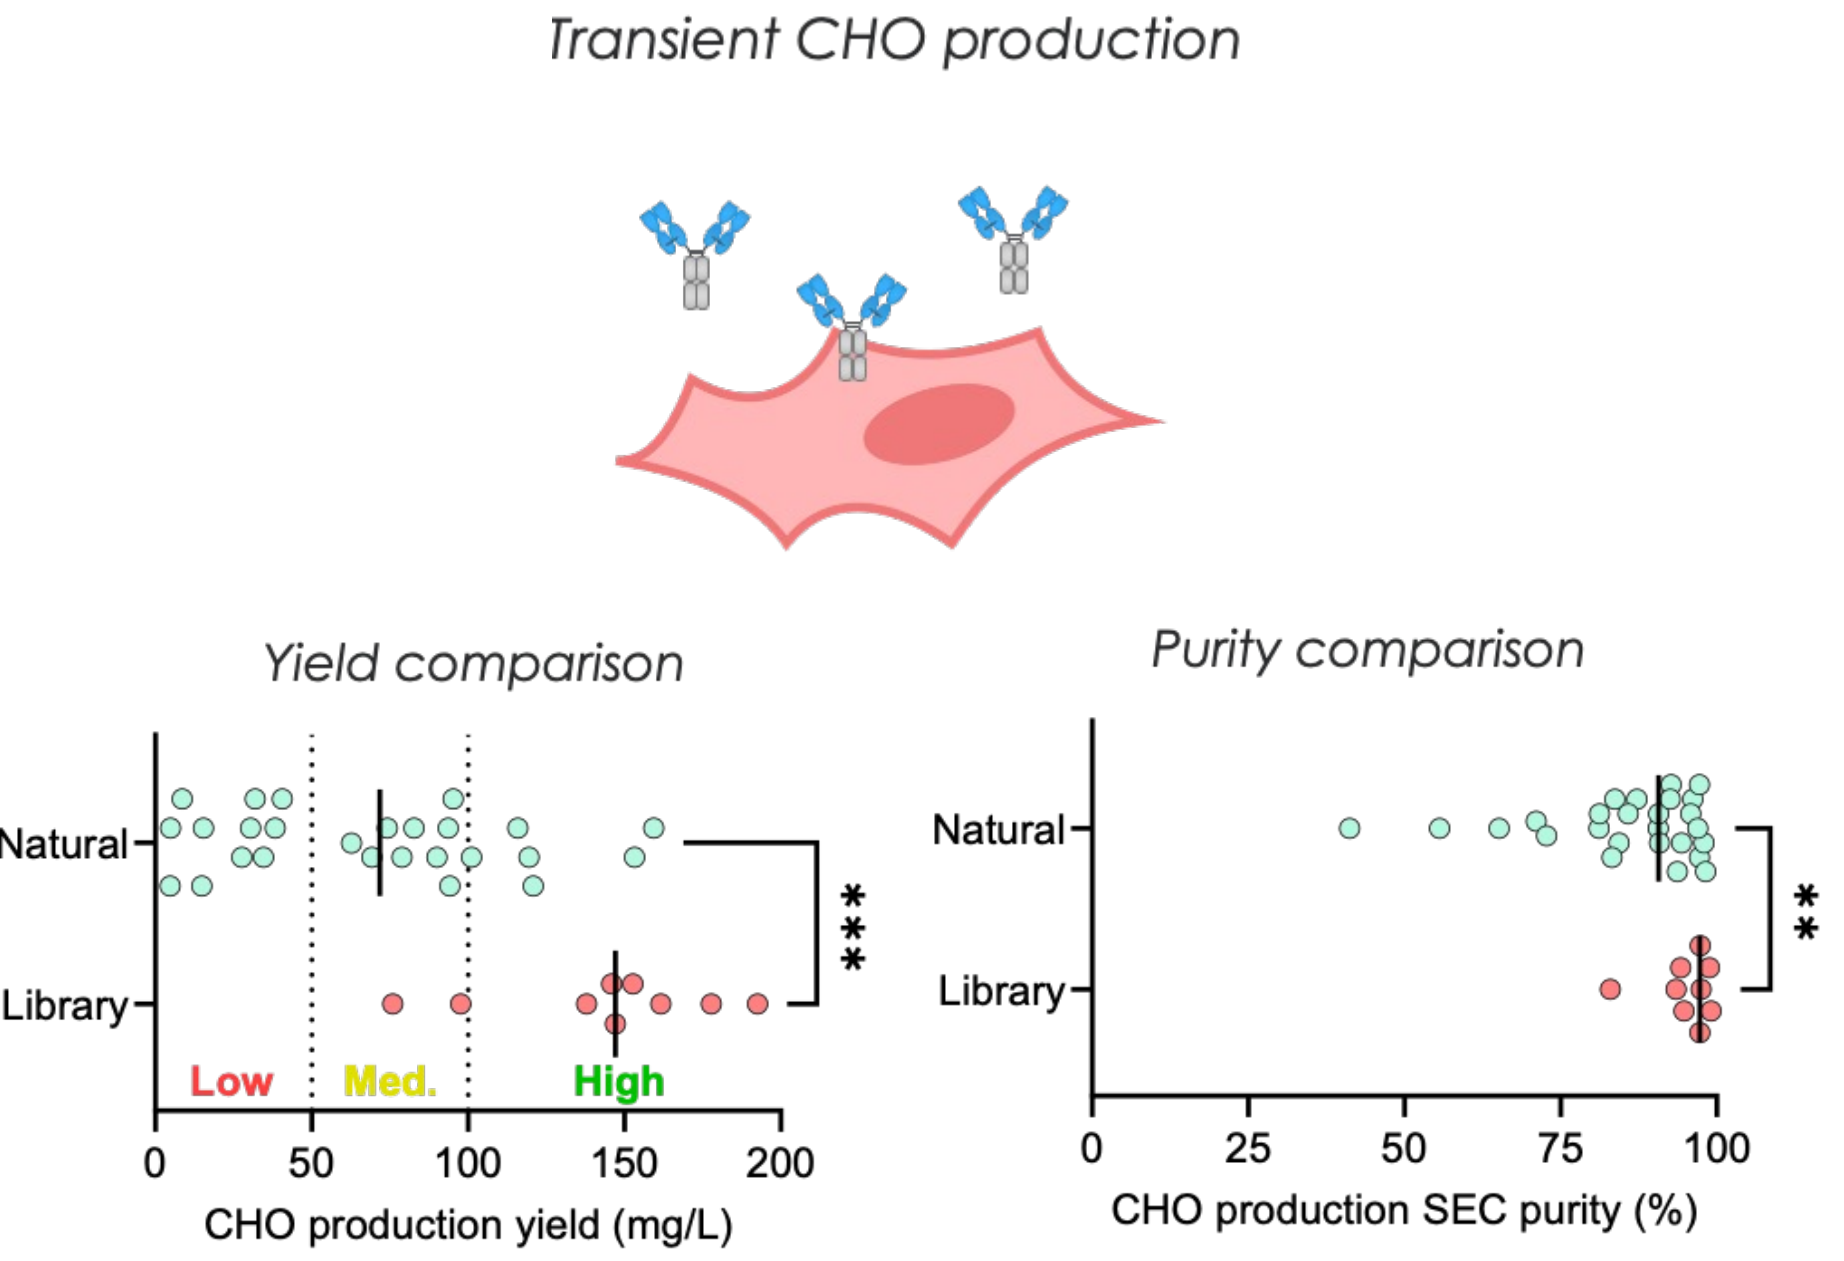 Transient CHO production
Yield comparison
Natural
Library
***
Low
Med.
High
0
50
100
150
200
CHO production yield (mg/L)
Purity comparison
Natural
Library
**
0
25
50
75
100
CHO production SEC purity (%)